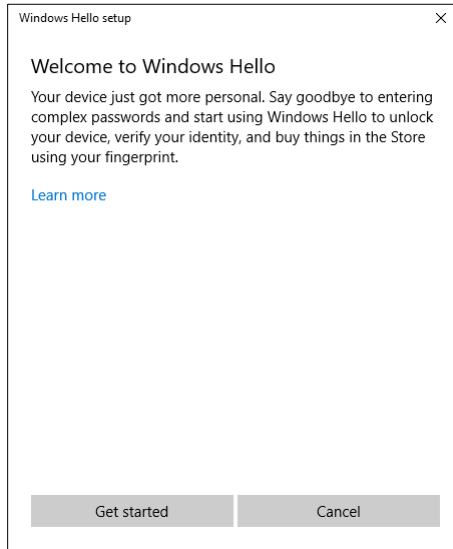 Windows Hello setup
Welcome to Windows Hello
Your device just got more personal. Say goodbye to entering
complex passwords and start using Windows Hello to unlock
your device, verify your identity, and buy things in the Store
using your fingerprint.
Learn more
Get started
Cancel